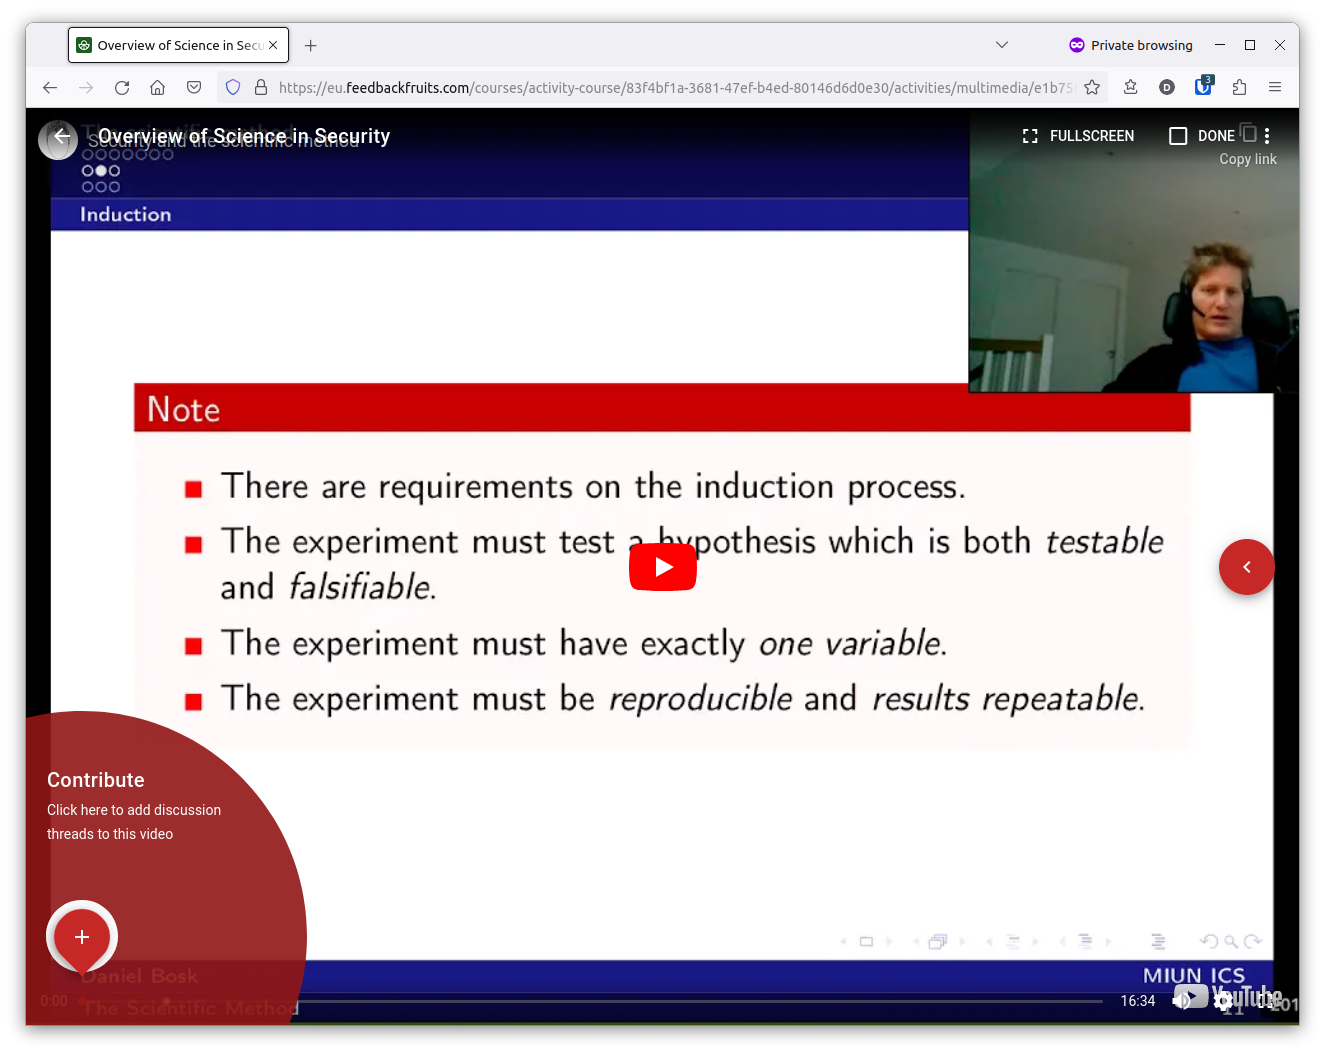 Overview of Science in Secu
Private browsing
https://eu.feedbackfruits.com/courses/activity-course/83f4bf1a-3681-47ef-b4ed-80146d6d0e30/activities/multimedia/e1b75
D
3
Overview of Science in Security
Security and the scientific method
FULLSCREEN
DONE
Copy link
Induction
Note
There are requirements on the induction process.
The experiment must test a hypothesis which is both testable
and falsifiable.
The experiment must have exactly one variable.
The experiment must be reproducible and results repeatable.
Contribute
Click here to add discussion
threads to this video
Daniel Bosk
MIUN ICS
0:00
16:34
YouTube
The Scientific Method
11